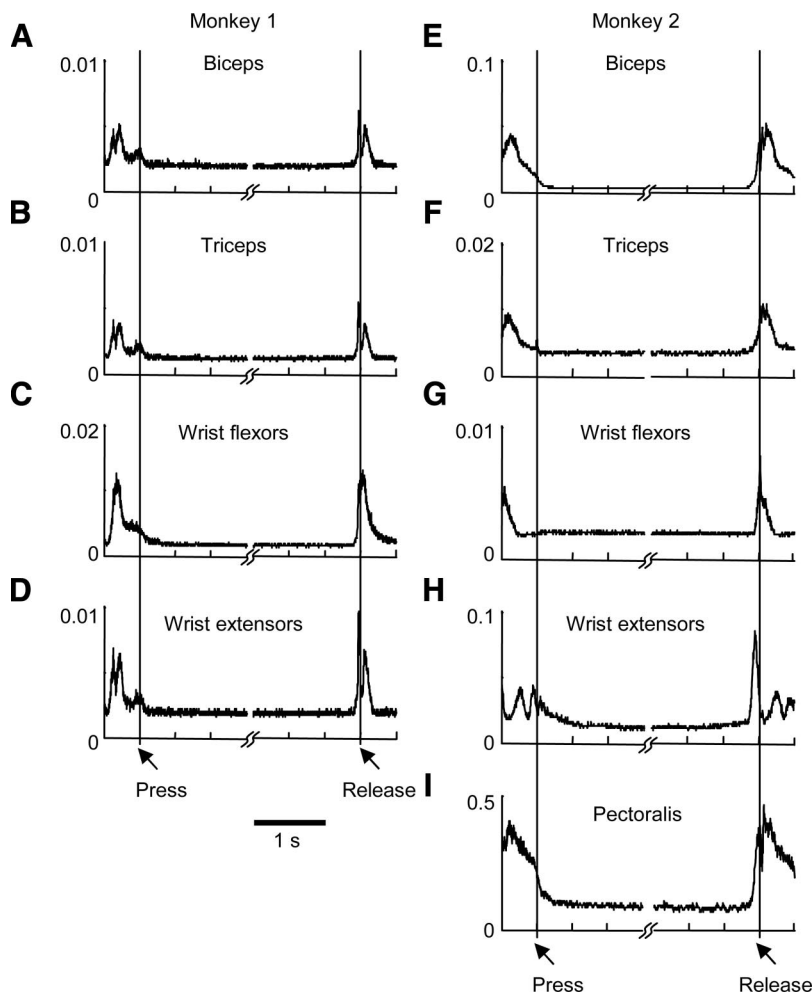 Monkey 1
Monkey 2
A
0.01
Biceps
0
E
0.1
Biceps
0
B
0.01
Triceps
0
F
0.02
Triceps
0
C
0.02
Wrist flexors
0
G
0.01
Wrist flexors
0
D
0.01
Wrist extensors
0
Press
Release
1 s
H
0.1
Wrist extensors
0
I
0.5
Pectoralis
0
Press
Release